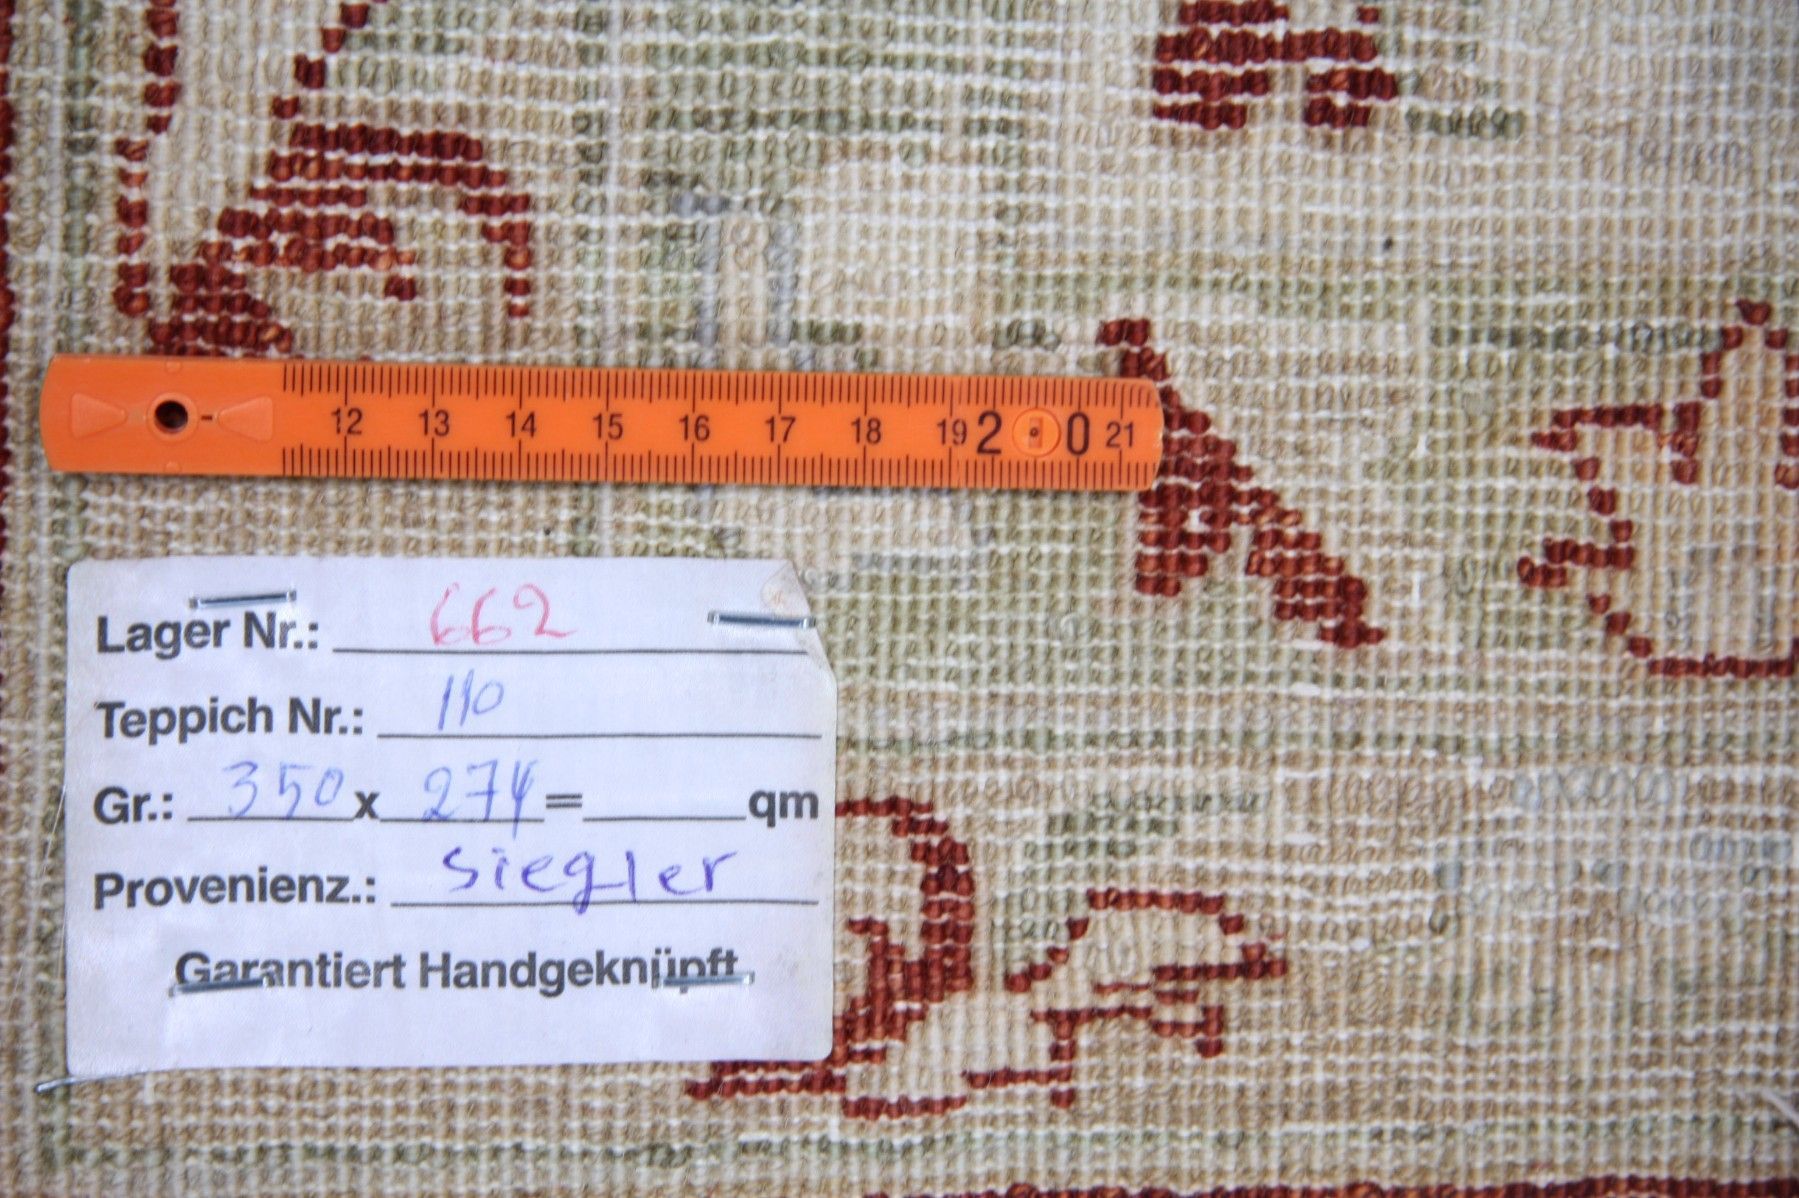 12 13 14 15 16 17 18 19 20 21
Lager Nr.: 662
Teppich Nr.: 110
Gr.: 350 x 274 = qm
Provenienz.: siegler
Garantiert Handgeknüpft